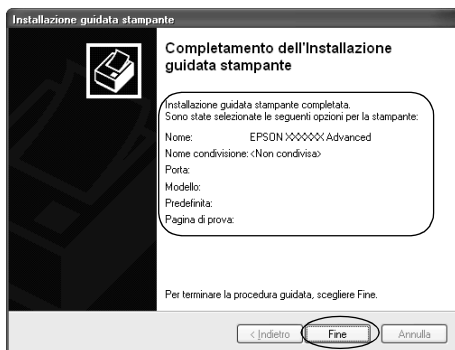 Installazione guidata stampante
Completamento dell'Installazione
guidata stampante
Installazione guidata stampante completata.
Sono state selezionate le seguenti opzioni per la stampante:
Nome: EPSON XXXXXX Advanced
Nome condivisione: <Non condivisa>
Porta:
Modello:
Predefinita:
Pagina di prova:
Per terminare la procedura guidata, scegliere Fine.
< Indietro Fine Annulla